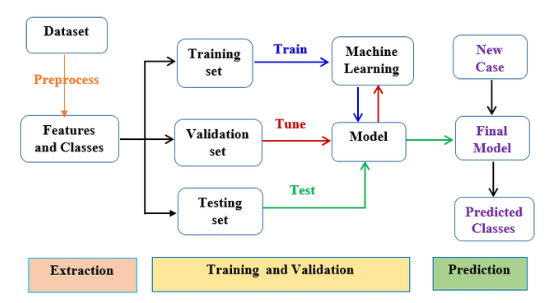 Dataset
Preprocess
Features
and Classes
Training
set
Train
Machine
Learning
Validation
set
Tune
Model
Testing
set
Test
New
Case
Final
Model
Predicted
Classes
Extraction
Training and Validation
Prediction